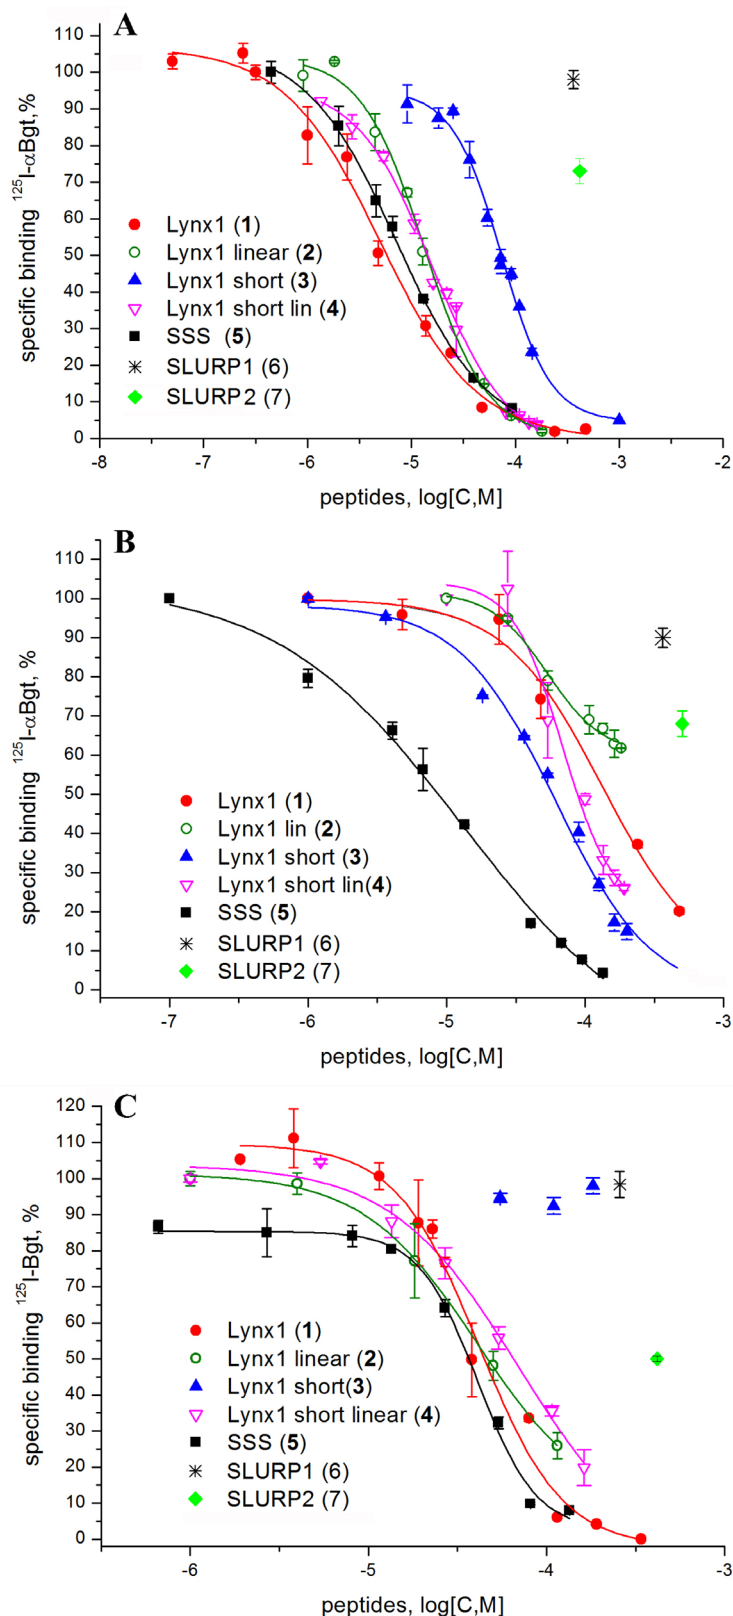 A
110
100
90
80
70
60
50
40
30
20
10
0
specific binding ¹²⁵I-αBgt,%
Lynx1 (1)
Lynx1 linear (2)
Lynx1 short (3)
Lynx1 short lin (4)
SSS (5)
SLURP1 (6)
SLURP2 (7)
-8 -7 -6 -5 -4 -3 -2
peptides, log[C,M]
B
110
100
90
80
70
60
50
40
30
20
10
0
specific binding ¹²⁵I-αBgt, %
Lynx1 (1)
Lynx1 lin (2)
Lynx1 short (3)
Lynx1 short lin(4)
SSS (5)
SLURP1 (6)
SLURP2 (7)
-7 -6 -5 -4 -3
peptides, log[C,M]
C
120
110
100
90
80
70
60
50
40
30
20
10
0
specific binding ¹²⁵I-Bgt, %
Lynx1 (1)
Lynx1 linear (2)
Lynx1 short(3)
Lynx1 short linear (4)
SSS (5)
SLURP1 (6)
SLURP2 (7)
-6 -5 -4 -3
peptides, log[C,M]